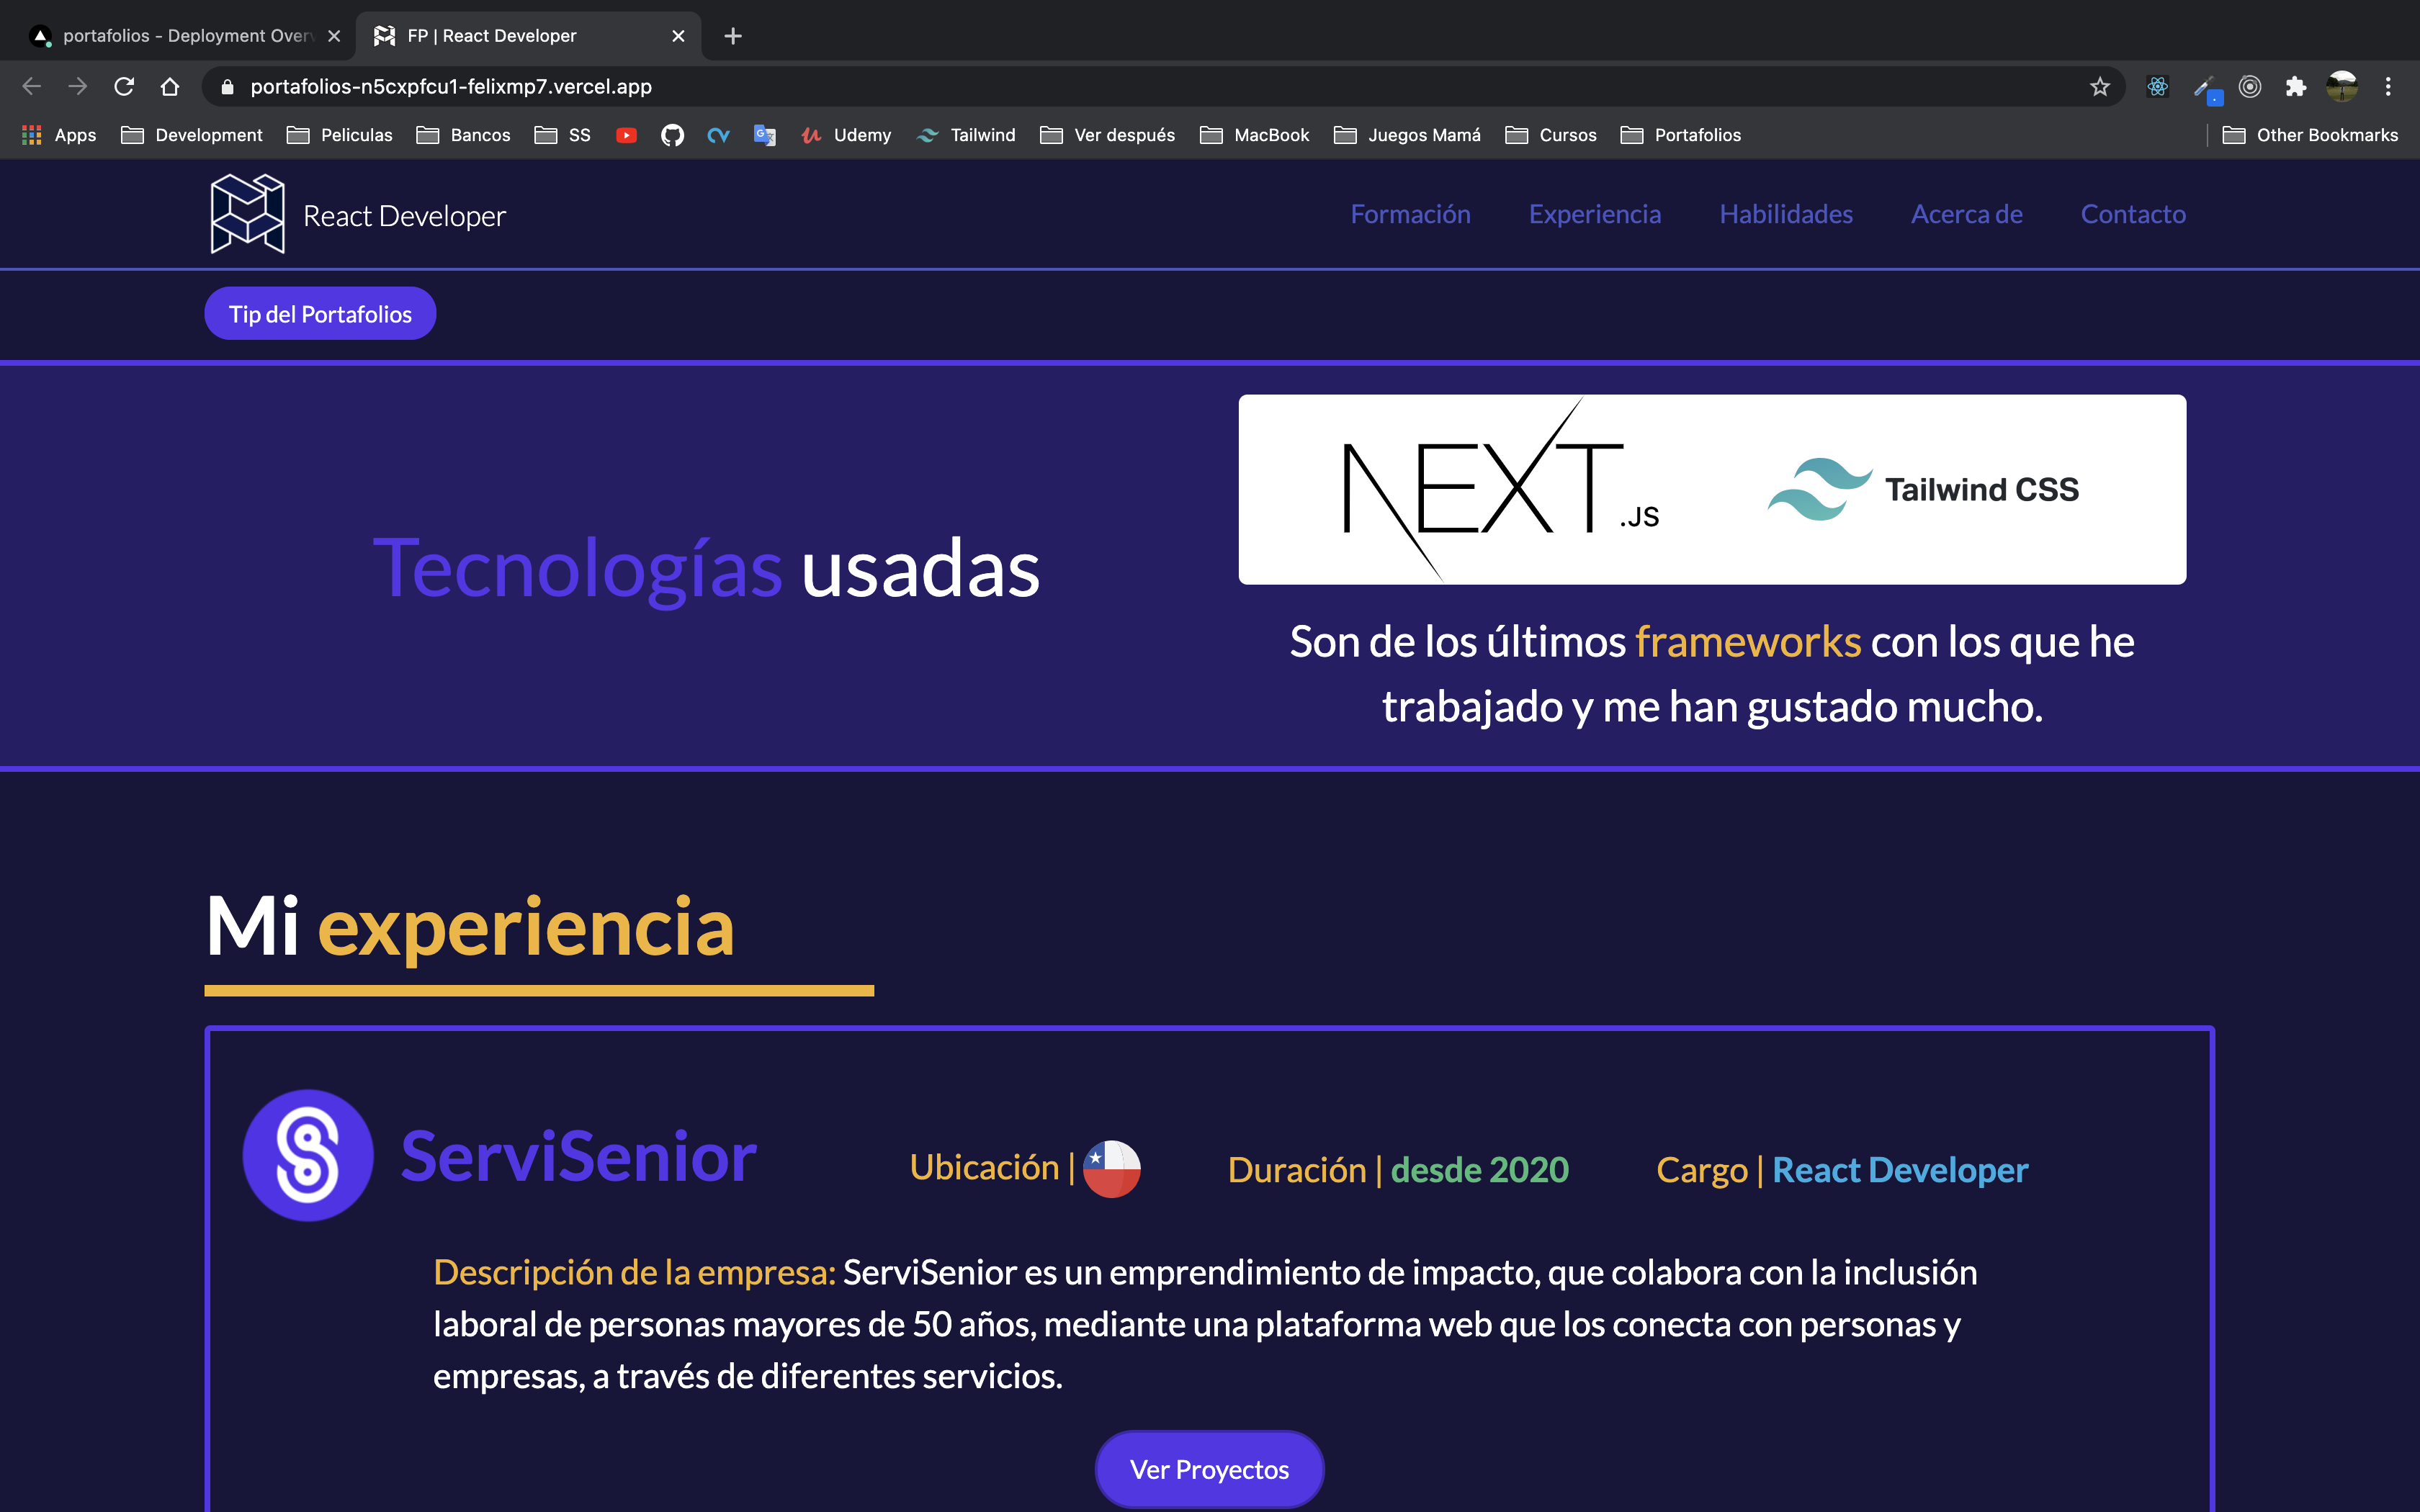 portafolios - Deployment Over
FP | React Developer
portafolios-n5cxpfcu1-felixmp7.vercel.app
Apps Development Peliculas Bancos SS Udemy Tailwind Ver después MacBook Juegos Mamá Cursos Portafolios Other Bookmarks
React Developer Formación Experiencia Habilidades Acerca de Contacto
Tip del Portafolios
Tecnologías usadas
NEXT.JS Tailwind CSS
Son de los últimos frameworks con los que he
trabajado y me han gustado mucho.
Mi experiencia
ServiSenior Ubicación | Duración | desde 2020 Cargo | React Developer
Descripción de la empresa: ServiSenior es un emprendimiento de impacto, que colabora con la inclusión
laboral de personas mayores de 50 años, mediante una plataforma web que los conecta con personas y
empresas, a través de diferentes servicios.
Ver Proyectos